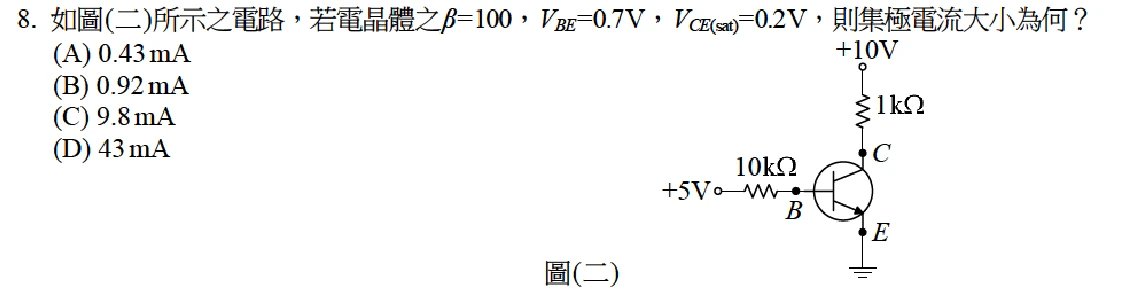 8. 如圖(二)所示之電路，若電晶體之β=100，VBE=0.7V，VCE(sat)=0.2V，則集極電流大小為何？
(A) 0.43 mA
(B) 0.92 mA
(C) 9.8 mA
(D) 43 mA
+10V
1kΩ
C
10kΩ
+5V
B
E
圖(二)